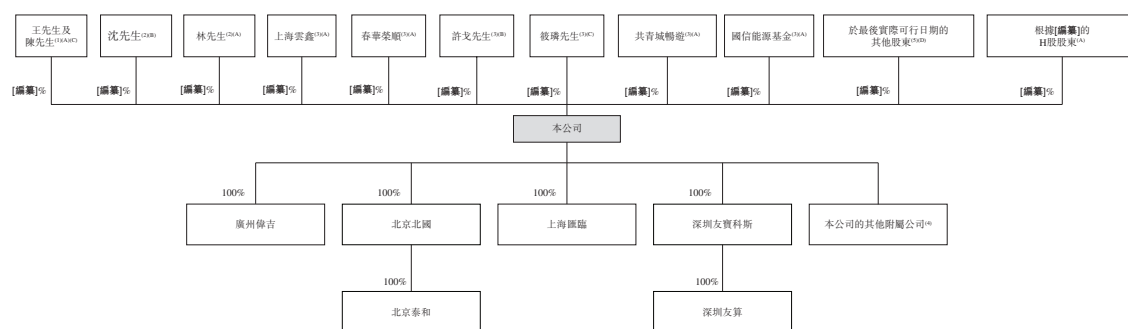 王先生及
陳先生(1)(A)(C)
沈先生(2)(B)
林先生(2)(A)
上海雲鑫(3)(A)
春華榮順(3)(A)
許戈先生(3)(B)
筱璘先生(3)(C)
共青城暢遊(3)(A)
國信能源基金(3)(A)
於最後實際可行日期的
其他股東(5)(D)
根據[編纂]的
H股股東(A)
[編纂]%
[編纂]%
[編纂]%
[編纂]%
[編纂]%
[編纂]%
[編纂]%
[編纂]%
[編纂]%
[編纂]%
[編纂]%
本公司
100%
100%
100%
100%
廣州偉吉
北京北國
上海匯臨
深圳友寶科斯
本公司的其他附屬公司(4)
100%
100%
北京泰和
深圳友算